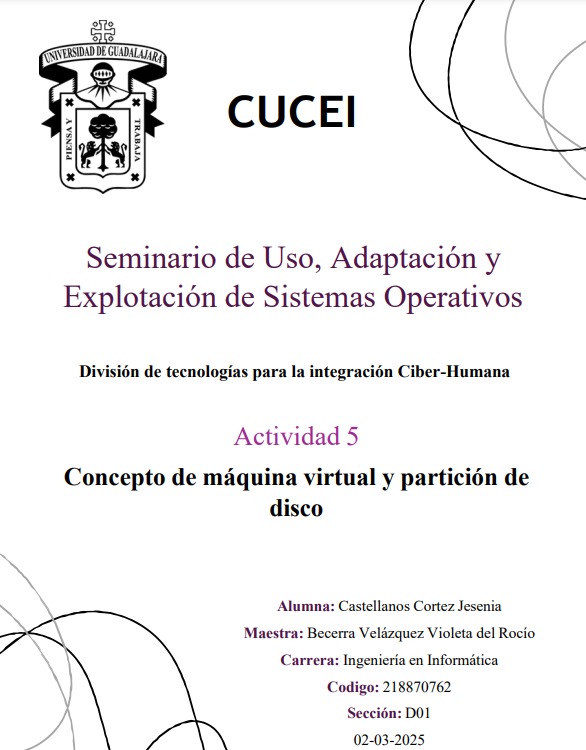 UNIVERSIDAD DE GUADALAJARA
PIENSA Y
TRABAJA
CUCEI
Seminario de Uso, Adaptación y
Explotación de Sistemas Operativos
División de tecnologías para la integración Ciber-Humana
Actividad 5
Concepto de máquina virtual y partición de
disco
Alumna: Castellanos Cortez Jesenia
Maestra: Becerra Velázquez Violeta del Rocío
Carrera: Ingeniería en Informática
Codigo: 218870762
Sección: D01
02-03-2025